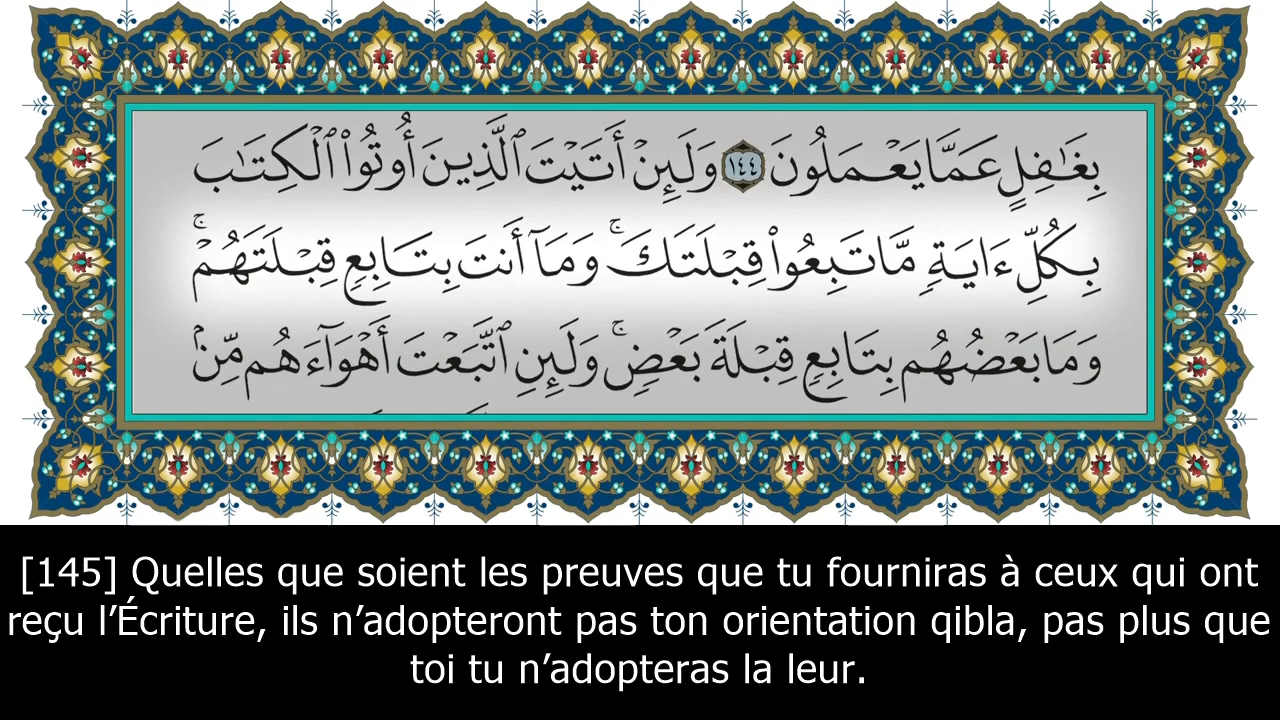 بِغَٰفِلٍ عَمَّا يَعْمَلُونَ ١٤٤ وَلَئِنْ أَتَيْتَ ٱلَّذِينَ أُوتُوا۟ ٱلْكِتَٰبَ
بِكُلِّ ءَايَةٍ مَّا تَبِعُوا۟ قِبْلَتَكَ ۚ وَمَآ أَنتَ بِتَابِعٍ قِبْلَتَهُمْ ۚ
وَمَا بَعْضُهُم بِتَابِعٍ قِبْلَةَ بَعْضٍ ۚ وَلَئِنِ ٱتَّبَعْتَ أَهْوَآءَهُم مِّنۢ
[145] Quelles que soient les preuves que tu fourniras à ceux qui ont
reçu l’Écriture, ils n’adopteront pas ton orientation qibla, pas plus que
toi tu n’adopteras la leur.